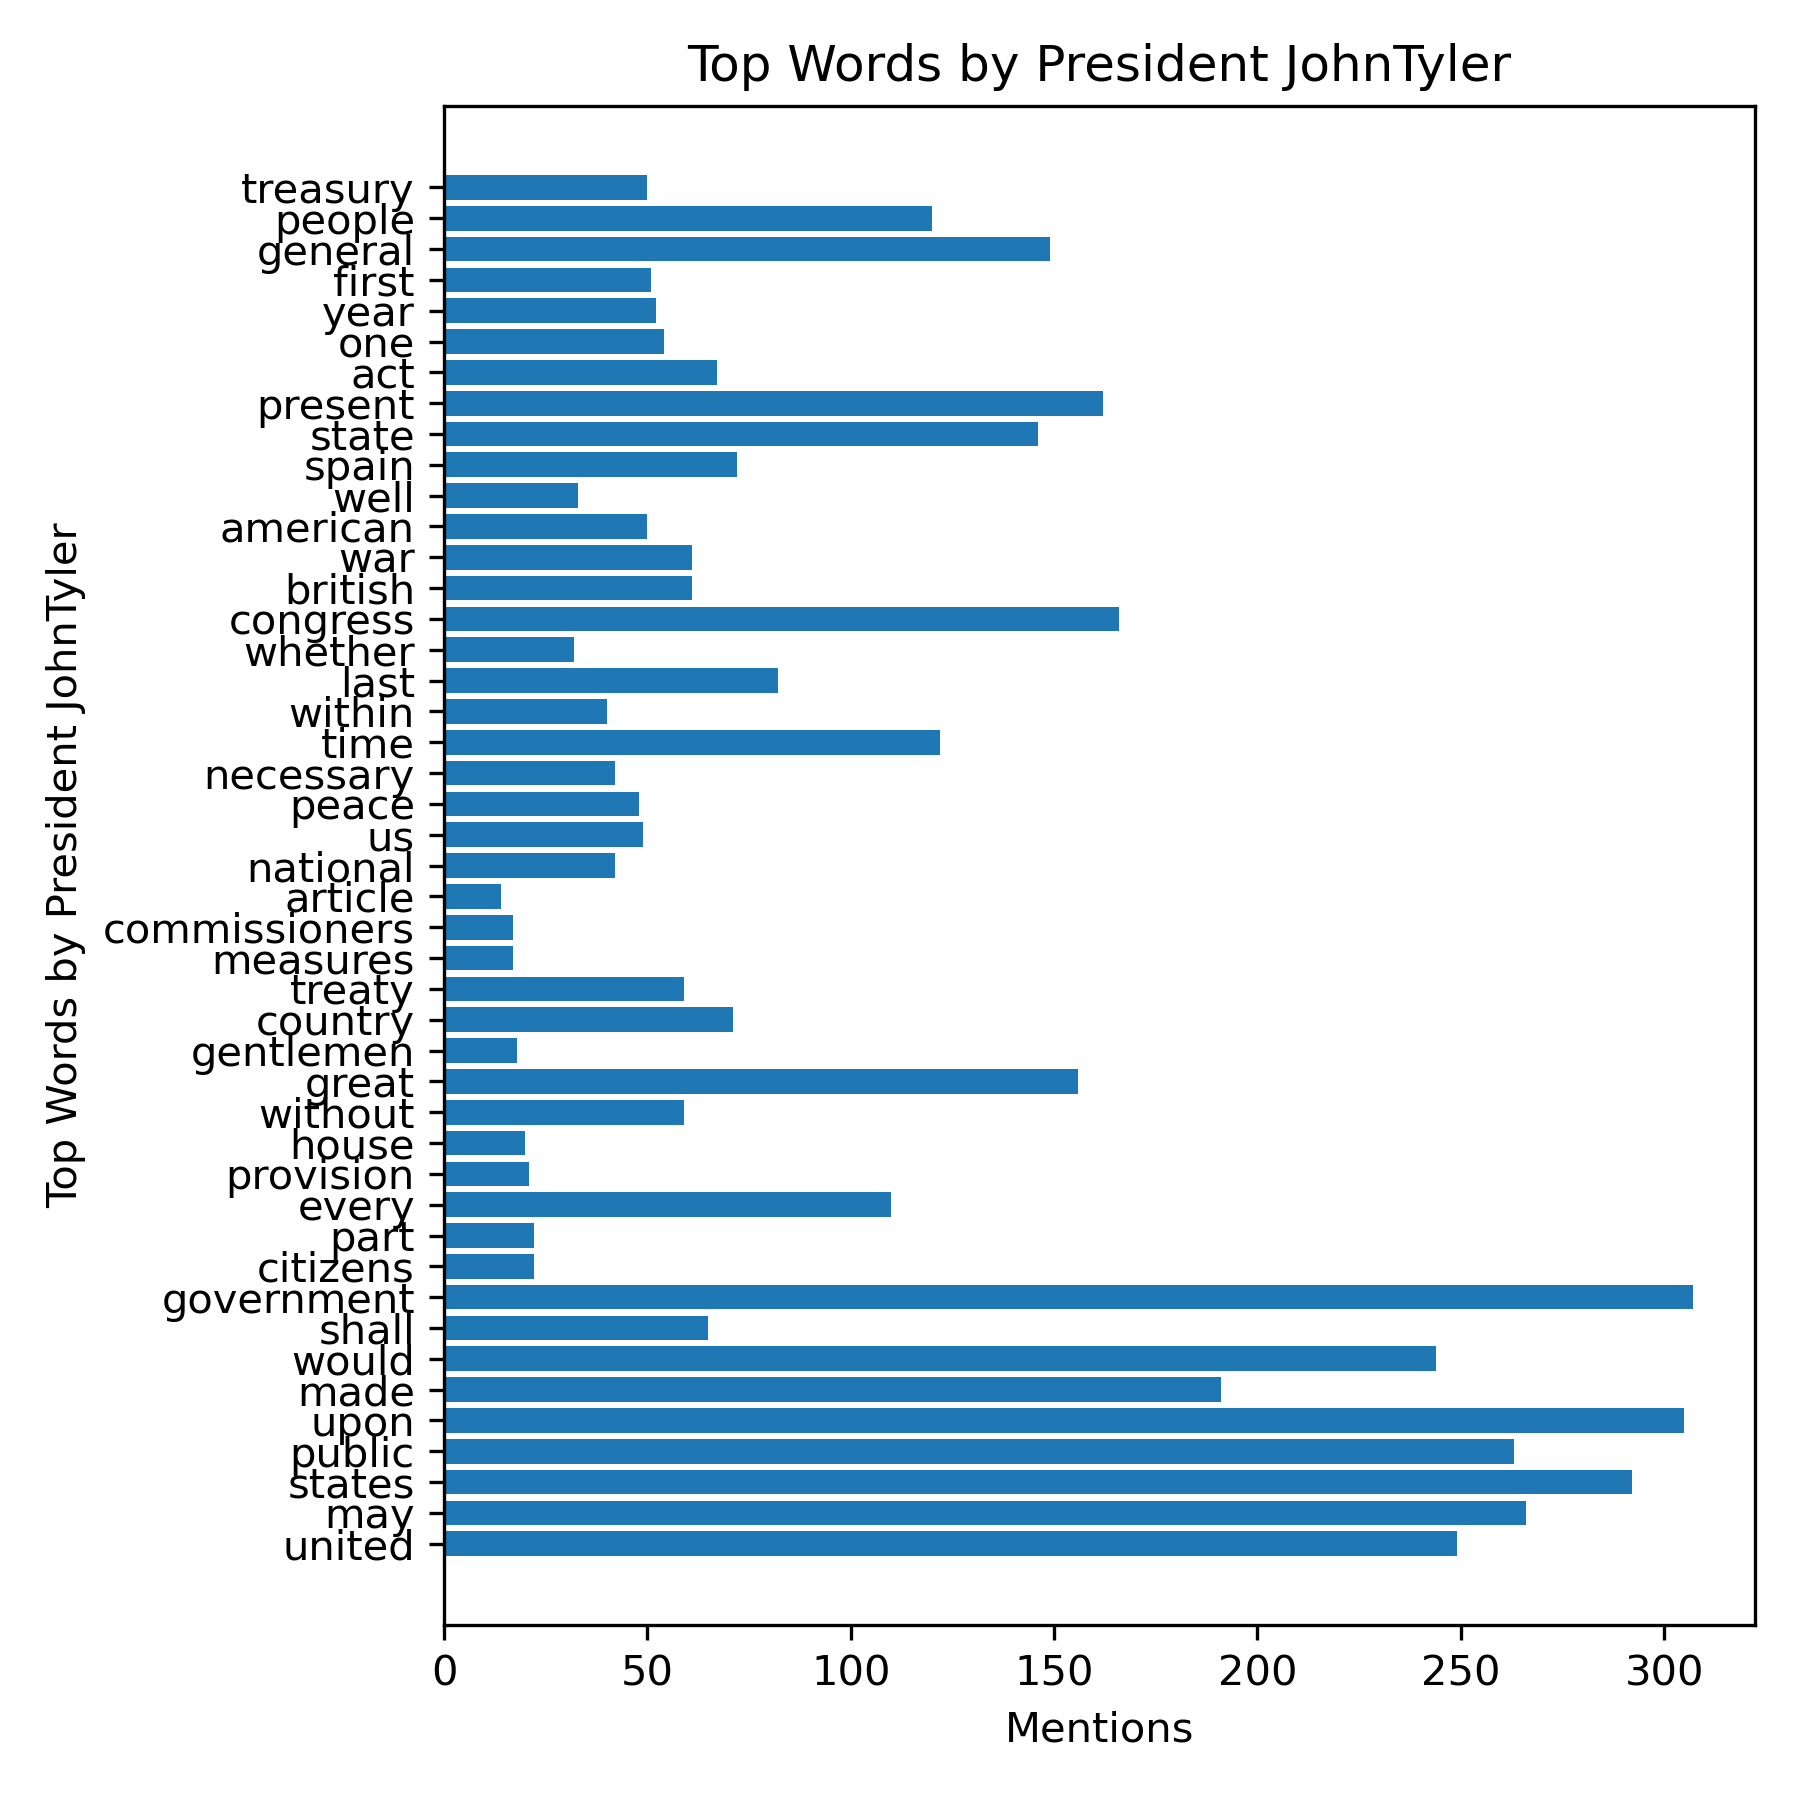 Top Words by President JohnTyler
Top Words by President JohnTyler
treasury
people
general
first
year
one
act
present
state
spain
well
american
war
british
congress
whether
last
within
time
necessary
peace
us
national
article
commissioners
measures
treaty
country
gentlemen
great
without
house
provision
every
part
citizens
government
shall
would
made
upon
public
states
may
united
0 50 100 150 200 250 300
Mentions